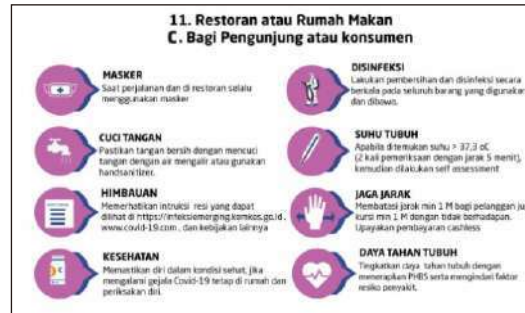 11. Restoran atau Rumah Makan
C. Bagi Pengunjung atau konsumen
MASKER
Saat perjalanan dan di restoran selalu
menggunakan masker
CUCI TANGAN
Pastikan tangan bersih dengan mencuci
tangan dengan air mengalir atau gunakan
handsanitizer.
HIMBAUAN
Memerhatikan intruksi resi yang dapat
dilihat di https://infeksiemerging.kemkes.go.id.
www.covid-19.com, dan kebijakan lainnya
KESEHATAN
Memastikan diri dalam kondisi sehat, jika
mengalami gejala Covid-19 tetap di rumah dan
periksakan diri.
DISINFEKSI
Lakukan pembersihan dan disinfeksi secara
berkala pada seluruh barang yang digunakan
dan dibawa.
SUHU TUBUH
Apabila ditemukan suhu > 37,3 oC
(2 kali pemeriksaan dengan jarak 5 menit),
kemudian dilakukan self assessment
JAGA JARAK
Membatasi jarak min 1 M bagi pelanggan ju
kursi min 1 M dengan tidak berhadapan.
Upayakan pembayaran cashless
DAYA TAHAN TUBUH
Tingkatkan daya tahan tubuh dengan
menerapkan PHBS serta mengindari faktor
resiko penyakit.